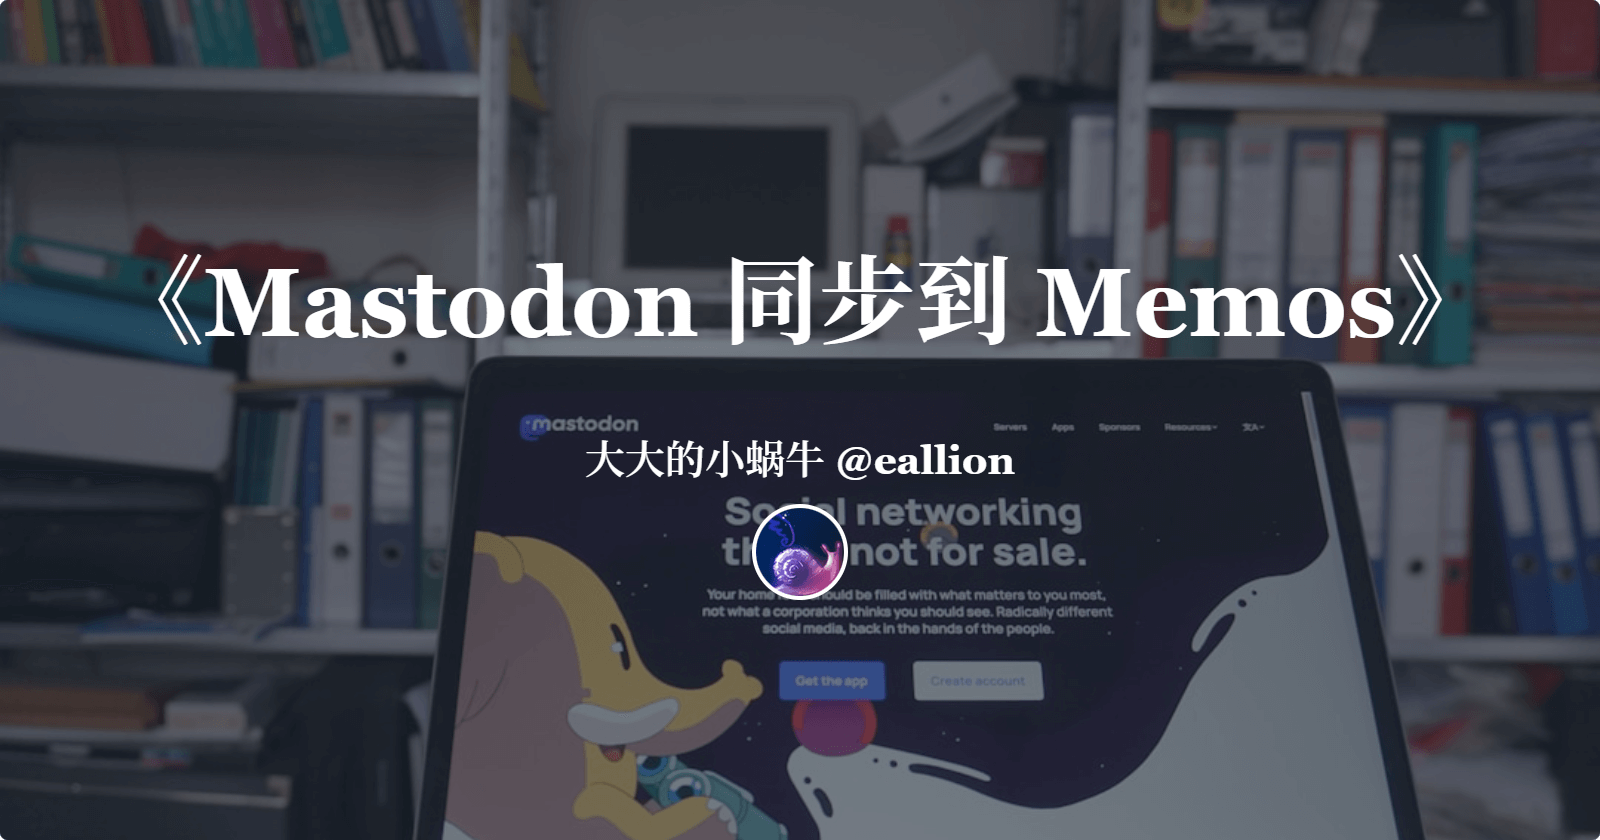 《Mastodon 同步到 Memos》
mastodon
Servers Apps Sponsors Resources 文A
大大的小蜗牛 @eallion
Social networking
not for sale.
Your home should be filled with what matters to you most,
not what a corporation thinks you should see. Radically different
social media, back in the hands of the people.
Get the app
Create account